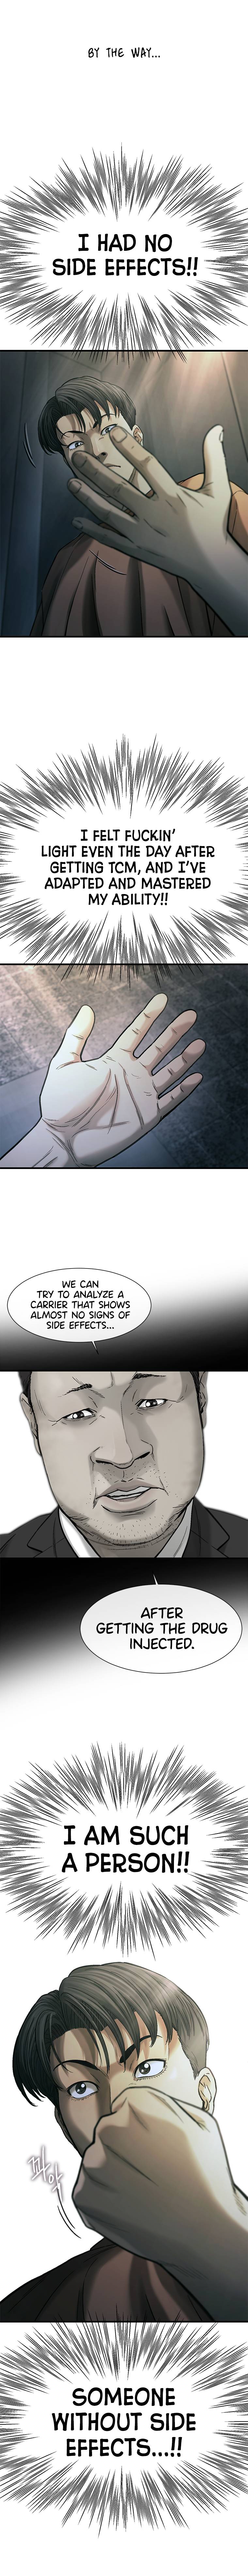 BY THE WAY...
I HAD NO
SIDE EFFECTS!!
I FELT FUCKIN'
LIGHT EVEN THE DAY AFTER
GETTING TCM, AND I'VE
ADAPTED AND MASTERED
MY ABILITY!!
WE CAN
TRY TO ANALYZE A
CARRIER THAT SHOWS
ALMOST NO SIGNS OF
SIDE EFFECTS...
AFTER
GETTING THE DRUG
INJECTED.
I AM SUCH
A PERSON!!
콰악
SOMEONE
WITHOUT SIDE
EFFECTS...!!